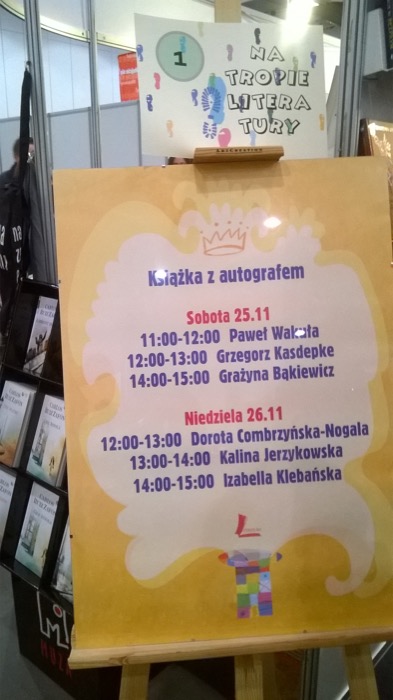 1
NA
TROPIE
LITERA
TURY
Książka z autografem
Sobota 25.11
11:00-12:00 Paweł Wakuła
12:00-13:00 Grzegorz Kasdepke
14:00-15:00 Grażyna Bąkiewicz
Niedziela 26.11
12:00-13:00 Dorota Combrzyńska-Nogala
13:00-14:00 Kalina Jerzykowska
14:00-15:00 Izabella Klebańska
MUZA